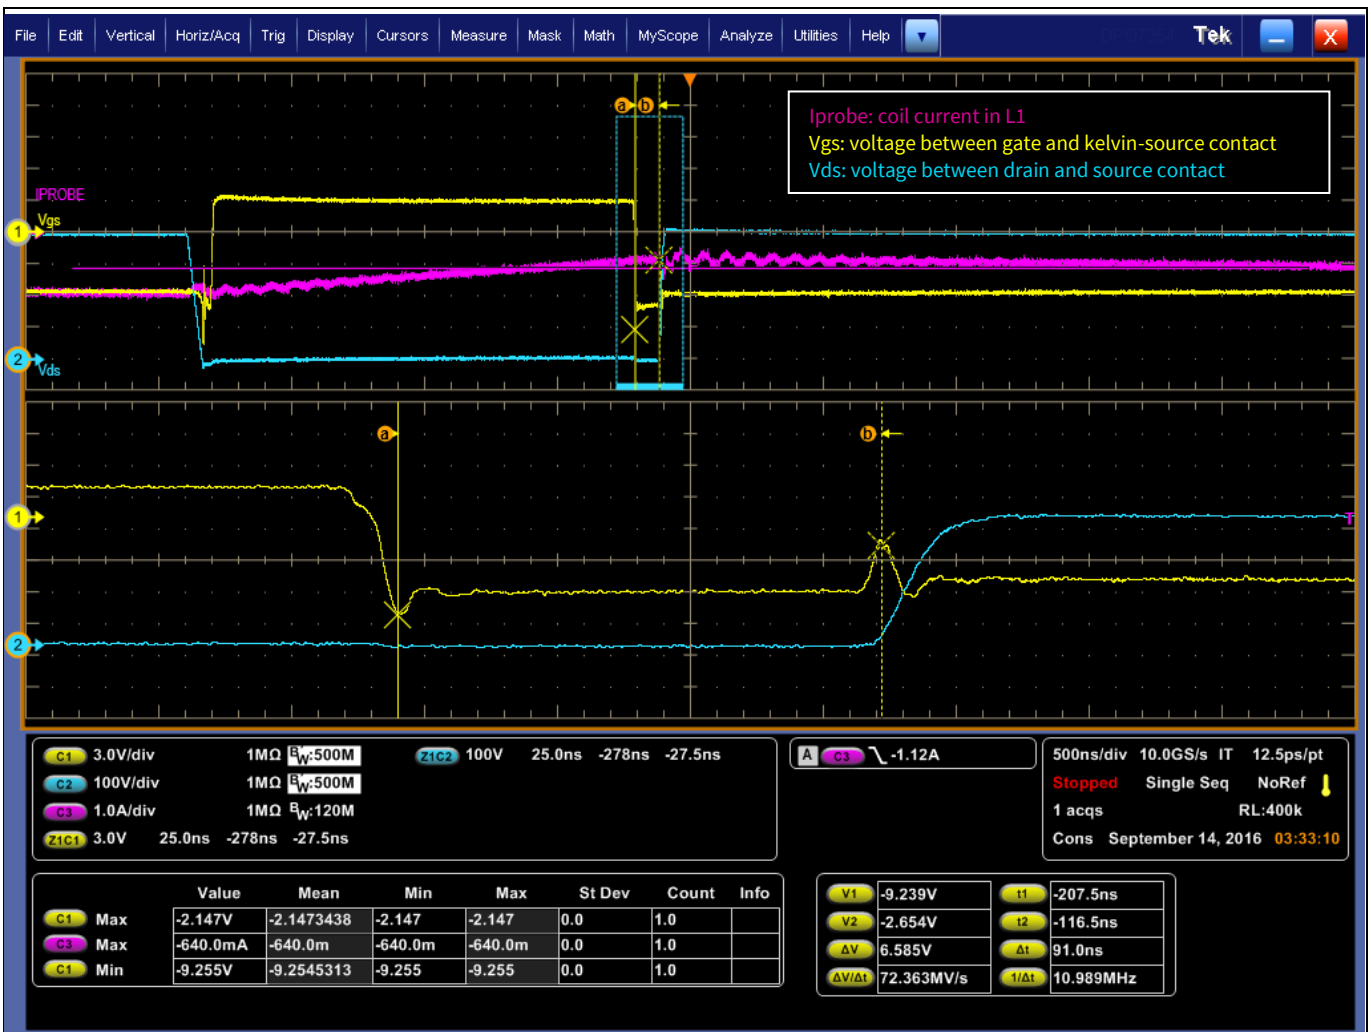 File Edit Vertical Horiz/Acq Trig Display Cursors Measure Mask Math MyScope Analyze Utilities Help Tek X
a b
Iprobe: coil current in L1
Vgs: voltage between gate and kelvin-source contact
Vds: voltage between drain and source contact
IPROBE
Vgs
1
2
Vds
a b
1
T
2
C1 3.0V/div 1MΩ BW:500M Z1C2 100V 25.0ns -278ns -27.5ns
C2 100V/div 1MΩ BW:500M
C3 1.0A/div 1MΩ BW:120M
Z1C1 3.0V 25.0ns -278ns -27.5ns
A C3 -1.12A
500ns/div 10.0GS/s IT 12.5ps/pt
Stopped Single Seq NoRef
1 acqs RL:400k
Cons September 14, 2016 03:33:10
Value Mean Min Max St Dev Count Info
C1 Max -2.147V -2.1473438 -2.147 -2.147 0.0 1.0
C3 Max -640.0mA -640.0m -640.0m -640.0m 0.0 1.0
C1 Min -9.255V -9.2545313 -9.255 -9.255 0.0 1.0
V1 -9.239V t1 -207.5ns
V2 -2.654V t2 -116.5ns
ΔV 6.585V Δt 91.0ns
ΔV/Δt 72.363MV/s 1/Δt 10.989MHz